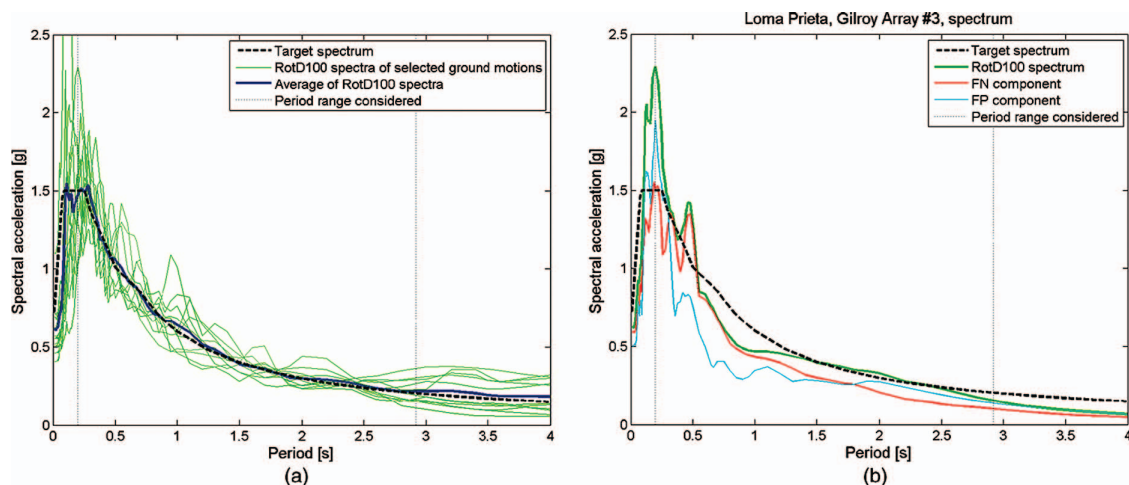 Loma Prieta, Gilroy Array #3, spectrum
2.5
2
1.5
1
0.5
0
Spectral acceleration [g]
Target spectrum
RotD100 spectra of selected ground motions
Average of RotD100 spectra
Period range considered
0 0.5 1 1.5 2 2.5 3 3.5 4
Period [s]
(a)
2.5
2
1.5
1
0.5
0
Spectral acceleration [g]
Target spectrum
RotD100 spectrum
FN component
FP component
Period range considered
0 0.5 1 1.5 2 2.5 3 3.5 4
Period [s]
(b)